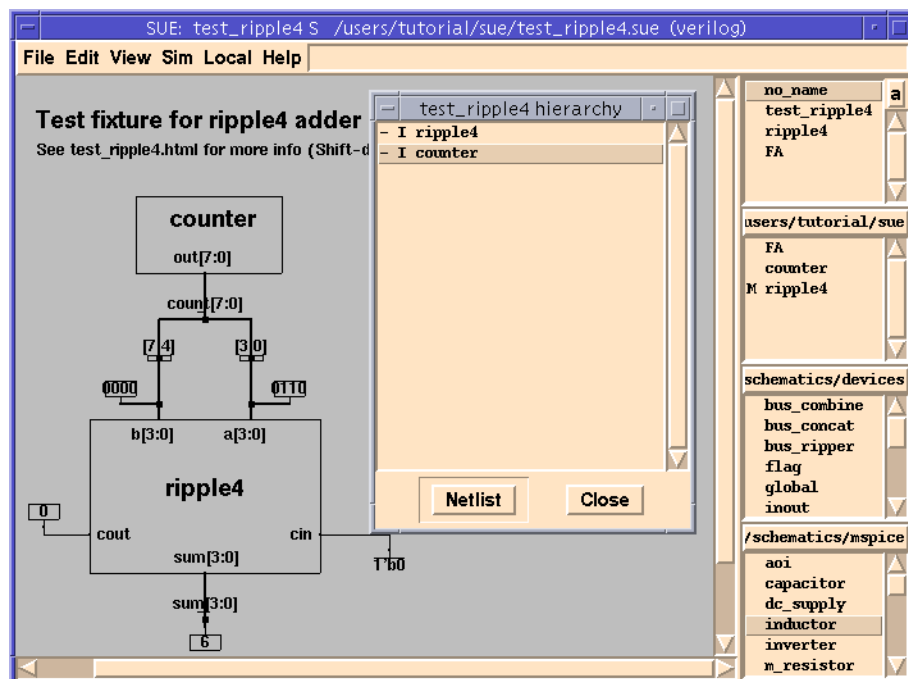 SUE: test_ripple4 S /users/tutorial/sue/test_ripple4.sue (verilog)
File Edit View Sim Local Help
Test fixture for ripple4 adder
See test_ripple4.html for more info (Shift-d
counter
out[7:0]
count[7:0]
[7:4] [3:0]
0000 0110
b[3:0] a[3:0]
ripple4
0
cout cin
1'b0
sum[3:0]
sum[3:0]
6
test_ripple4 hierarchy
- I ripple4
- I counter
Netlist Close
no_name a
test_ripple4
ripple4
FA
users/tutorial/sue
FA
counter
M ripple4
schematics/devices
bus_combine
bus_concat
bus_ripper
flag
global
inout
/schematics/mspice
aoi
capacitor
dc_supply
inductor
inverter
m_resistor